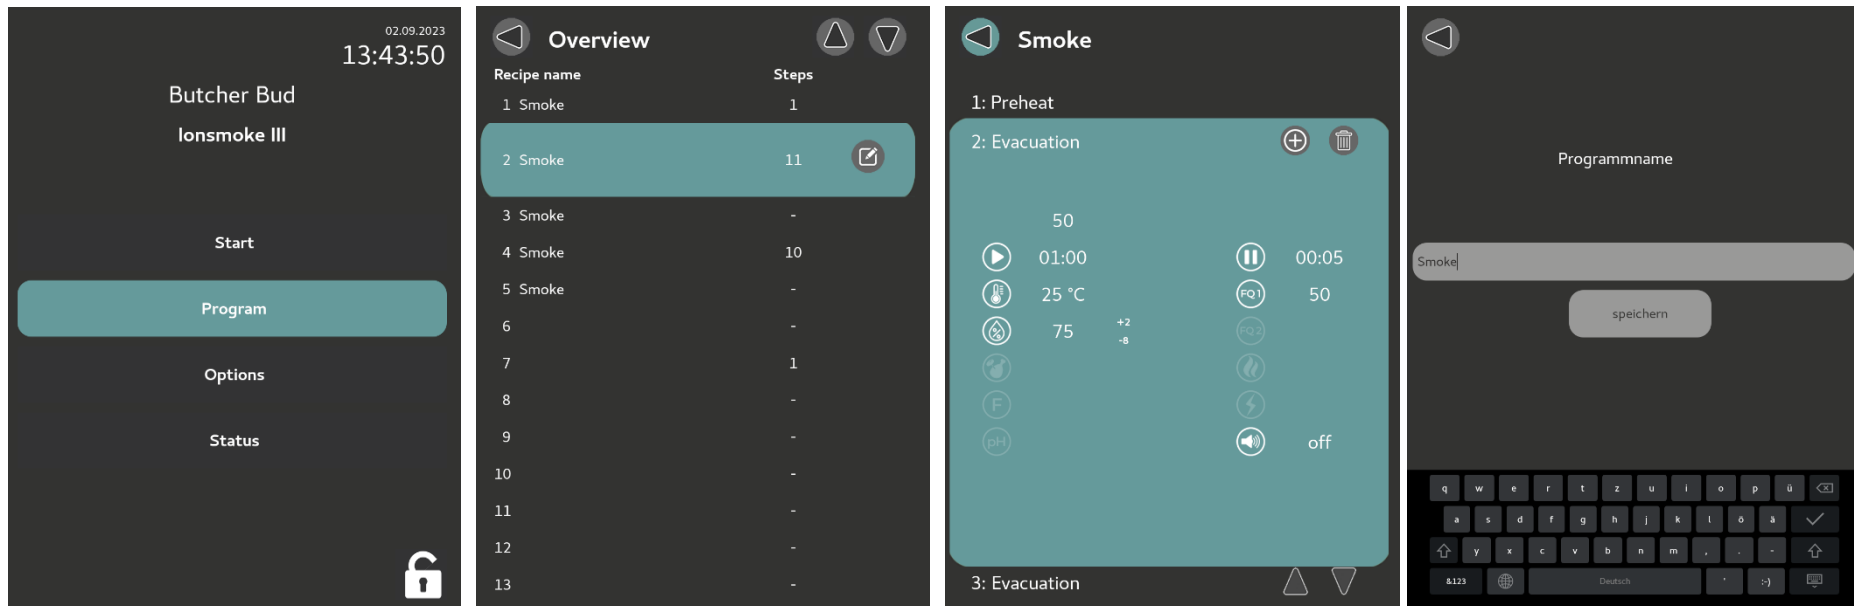 02.09.2023
13:43:50
Butcher Bud
Ionsmoke III
Start
Program
Options
Status
Overview
Recipe name Steps
1 Smoke 1
2 Smoke 11
3 Smoke -
4 Smoke 10
5 Smoke -
6 -
7 1
8 -
9 -
10 -
11 -
12 -
13 -
Smoke
1: Preheat
2: Evacuation
50
01:00 00:05
25 °C FQ1 50
% 75 +2 FQ2
-8
F
pH
off
3: Evacuation
Programmname
Smoke
speichern
q w e r t z u i o p ü
a s d f g h j k l ö ä
y x c v b n m , . -
&123 Deutsch ' :-)